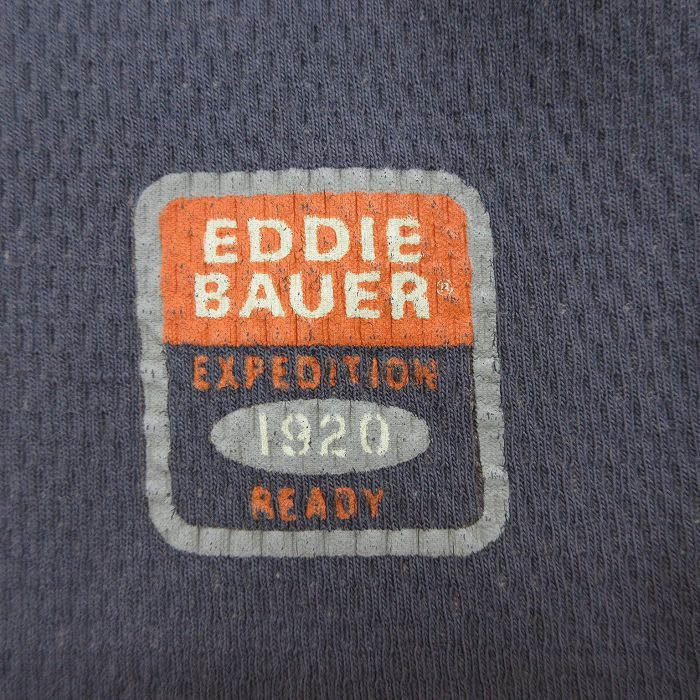 EDDIE
BAUER®
EXPEDITION
1920
READY